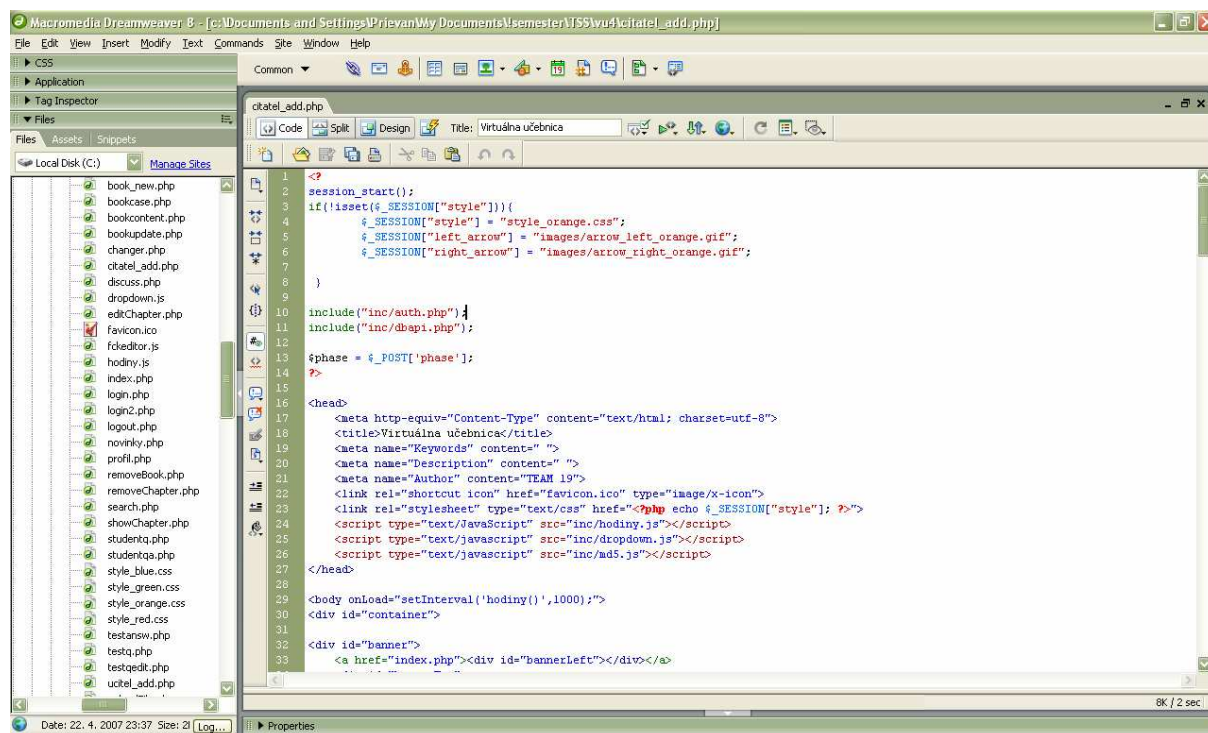 Macromedia Dreamweaver 8 - [c:\Documents and Settings\Prievan\My Documents\!semester\TSS\vu4\citatel_add.php]
File Edit View Insert Modify Text Commands Site Window Help
CSS
Application
Tag Inspector
Files
Files Assets Snippets
Local Disk (C:) Manage Sites
book_new.php
bookcase.php
bookcontent.php
bookupdate.php
changer.php
citatel_add.php
discuss.php
dropdown.js
editChapter.php
favicon.ico
fckeditor.js
hodiny.js
index.php
login.php
login2.php
logout.php
novinky.php
profil.php
removeBook.php
removeChapter.php
search.php
showChapter.php
studentq.php
studentqa.php
style_blue.css
style_green.css
style_orange.css
style_red.css
testansw.php
testq.php
testqedit.php
ucitel_add.php
Date: 22. 4. 2007 23:37 Size: 2 Log...
Common
citatel_add.php
Code Split Design Title: Virtuálna učebnica
1 <?
2 session_start();
3 if(!isset($_SESSION["style"])){
4 $_SESSION["style"] = "style_orange.css";
5 $_SESSION["left_arrow"] = "images/arrow_left_orange.gif";
6 $_SESSION["right_arrow"] = "images/arrow_right_orange.gif";
7
8 }
9
10 include("inc/auth.php");
11 include("inc/dbapi.php");
12
13 $phase = $_POST['phase'];
14 ?>
15
16 <head>
17 <meta http-equiv="Content-Type" content="text/html; charset=utf-8">
18 <title>Virtuálna učebnica</title>
19 <meta name="Keywords" content=" ">
20 <meta name="Description" content=" ">
21 <meta name="Author" content="TEAM 19">
22 <link rel="shortcut icon" href="favicon.ico" type="image/x-icon">
23 <link rel="stylesheet" type="text/css" href="<?php echo $_SESSION["style"]; ?>">
24 <script type="text/JavaScript" src="inc/hodiny.js"></script>
25 <script type="text/javascript" src="inc/dropdown.js"></script>
26 <script type="text/javascript" src="inc/md5.js"></script>
27 </head>
28
29 <body onLoad="setInterval('hodiny()',1000);">
30 <div id="container">
31
32 <div id="banner">
33 <a href="index.php"><div id="bannerLeft"></div></a>
8K / 2 sec
Properties